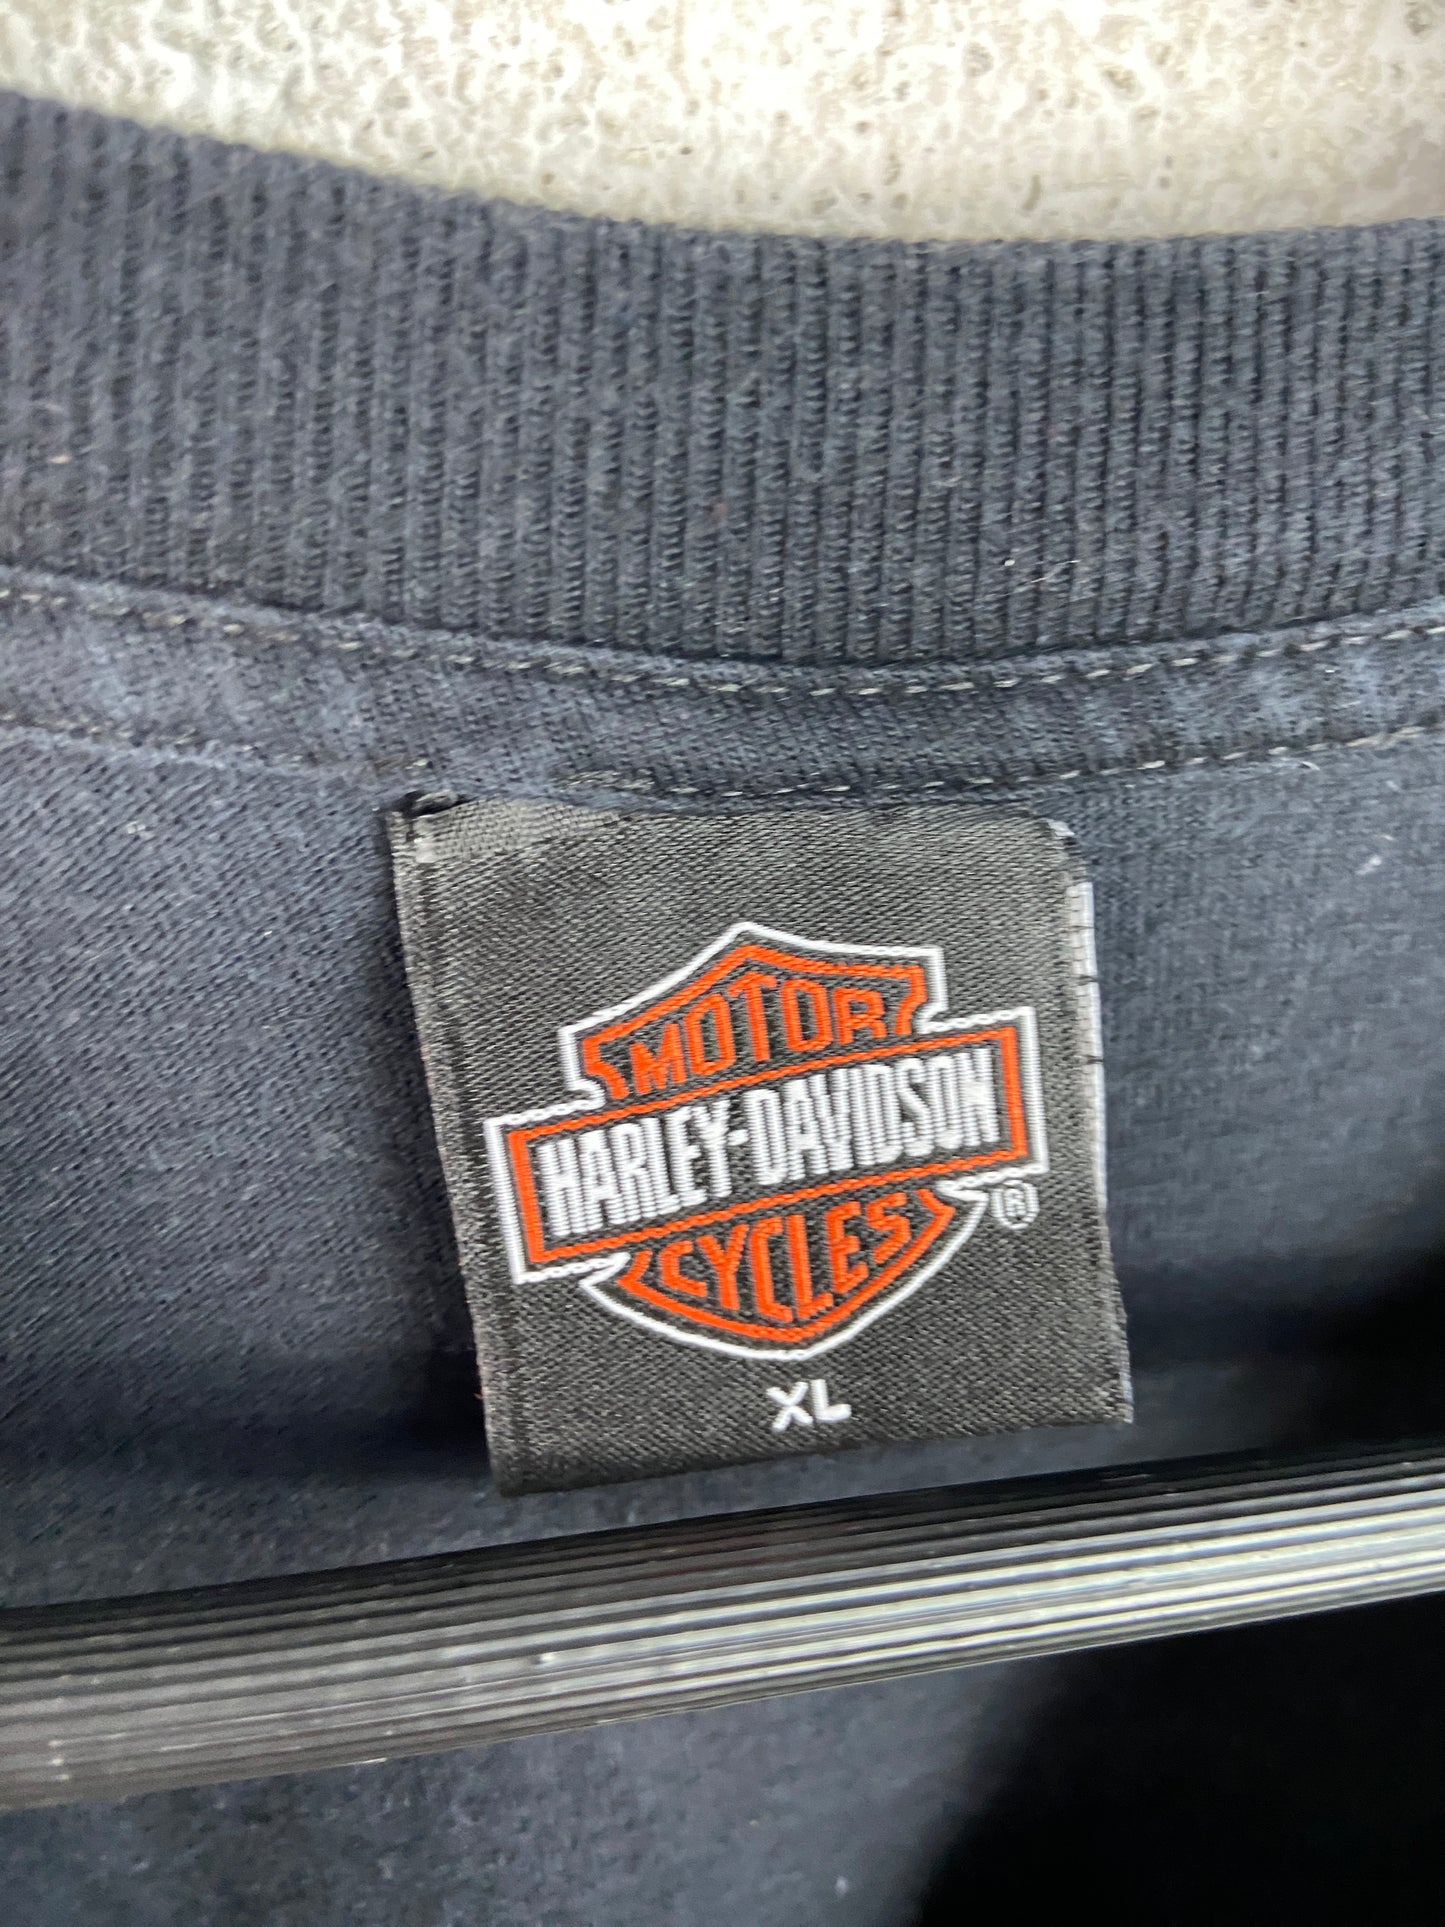 MOTOR
HARLEY-DAVIDSON
CYCLES
®
XL